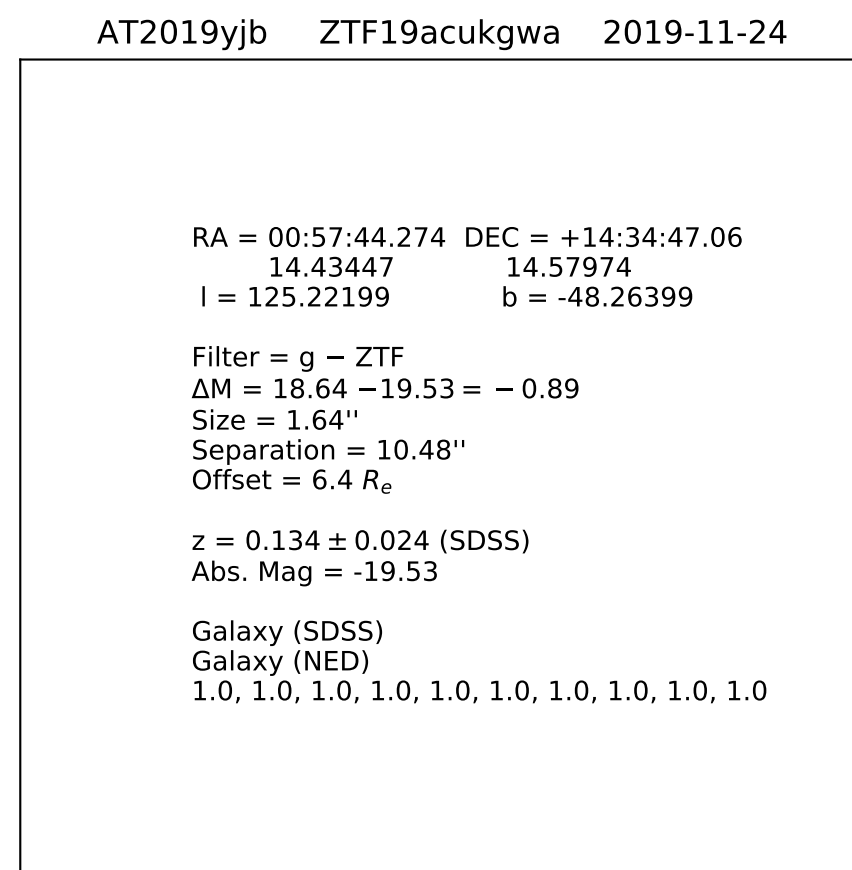 AT2019yjb ZTF19acukgwa 2019-11-24
RA = 00:57:44.274 DEC = +14:34:47.06
14.43447 14.57974
l = 125.22199 b = -48.26399
Filter = g − ZTF
ΔM = 18.64 −19.53 = − 0.89
Size = 1.64''
Separation = 10.48''
Offset = 6.4 Re
z = 0.134 ± 0.024 (SDSS)
Abs. Mag = -19.53
Galaxy (SDSS)
Galaxy (NED)
1.0, 1.0, 1.0, 1.0, 1.0, 1.0, 1.0, 1.0, 1.0, 1.0